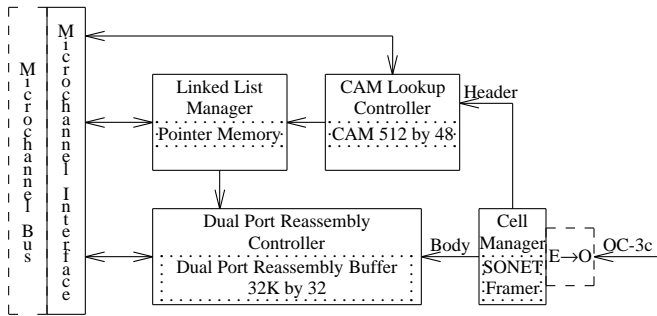 Microchannel Bus
Microchannel Interface
Linked List
Manager
Pointer Memory
CAM Lookup
Controller
CAM 512 by 48
Header
Dual Port Reassembly
Controller
Dual Port Reassembly Buffer
32K by 32
Body
Cell
Manager
SONET
Framer
E→O
OC-3c